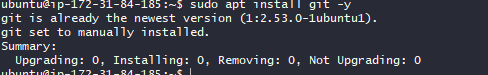 ubuntu@ip-172-31-84-185:~$ sudo apt install git -y
git is already the newest version (1:2.53.0-1ubuntu1).
git set to manually installed.
Summary:
  Upgrading: 0, Installing: 0, Removing: 0, Not Upgrading: 0
ubuntu@ip-172-31-84-185:~$